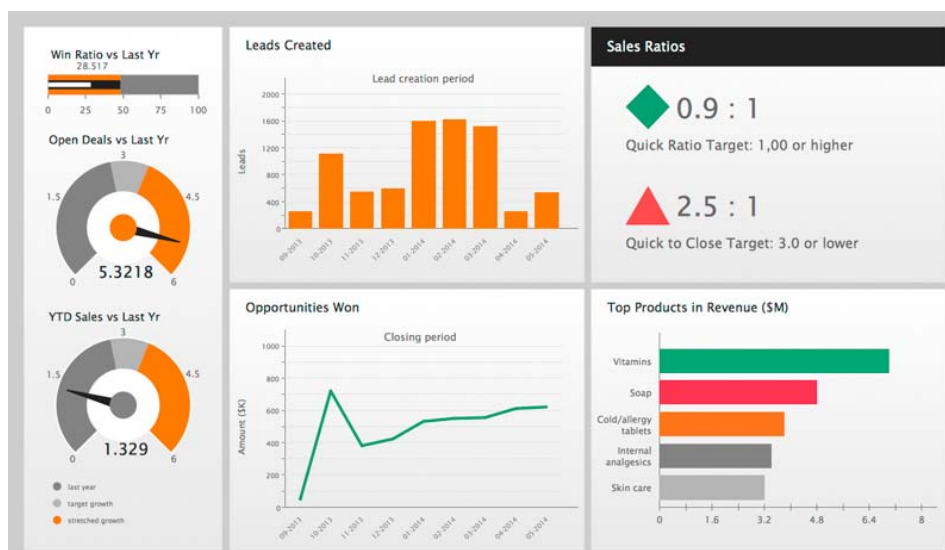 Win Ratio vs Last Yr
28.517
0 25 50 75 100
Open Deals vs Last Yr
3
1.5 4.5
5.3218
0 6
YTD Sales vs Last Yr
3
1.5 4.5
1.329
0 6
last year
target growth
stretched growth
Leads Created
Lead creation period
2000
1600
1200
800
400
0
Leads
09-2013 10-2013 11-2013 12-2013 01-2014 02-2014 03-2014 04-2014 05-2014
Sales Ratios
0.9 : 1
Quick Ratio Target: 1,00 or higher
2.5 : 1
Quick to Close Target: 3.0 or lower
Opportunities Won
Closing period
1000
800
600
400
200
0
Amount ($K)
09-2013 10-2013 11-2013 12-2013 01-2014 02-2014 03-2014 04-2014 05-2014
Top Products in Revenue ($M)
Vitamins
Soap
Cold/allergy
tablets
Internal
analgesics
Skin care
0 1.6 3.2 4.8 6.4 8